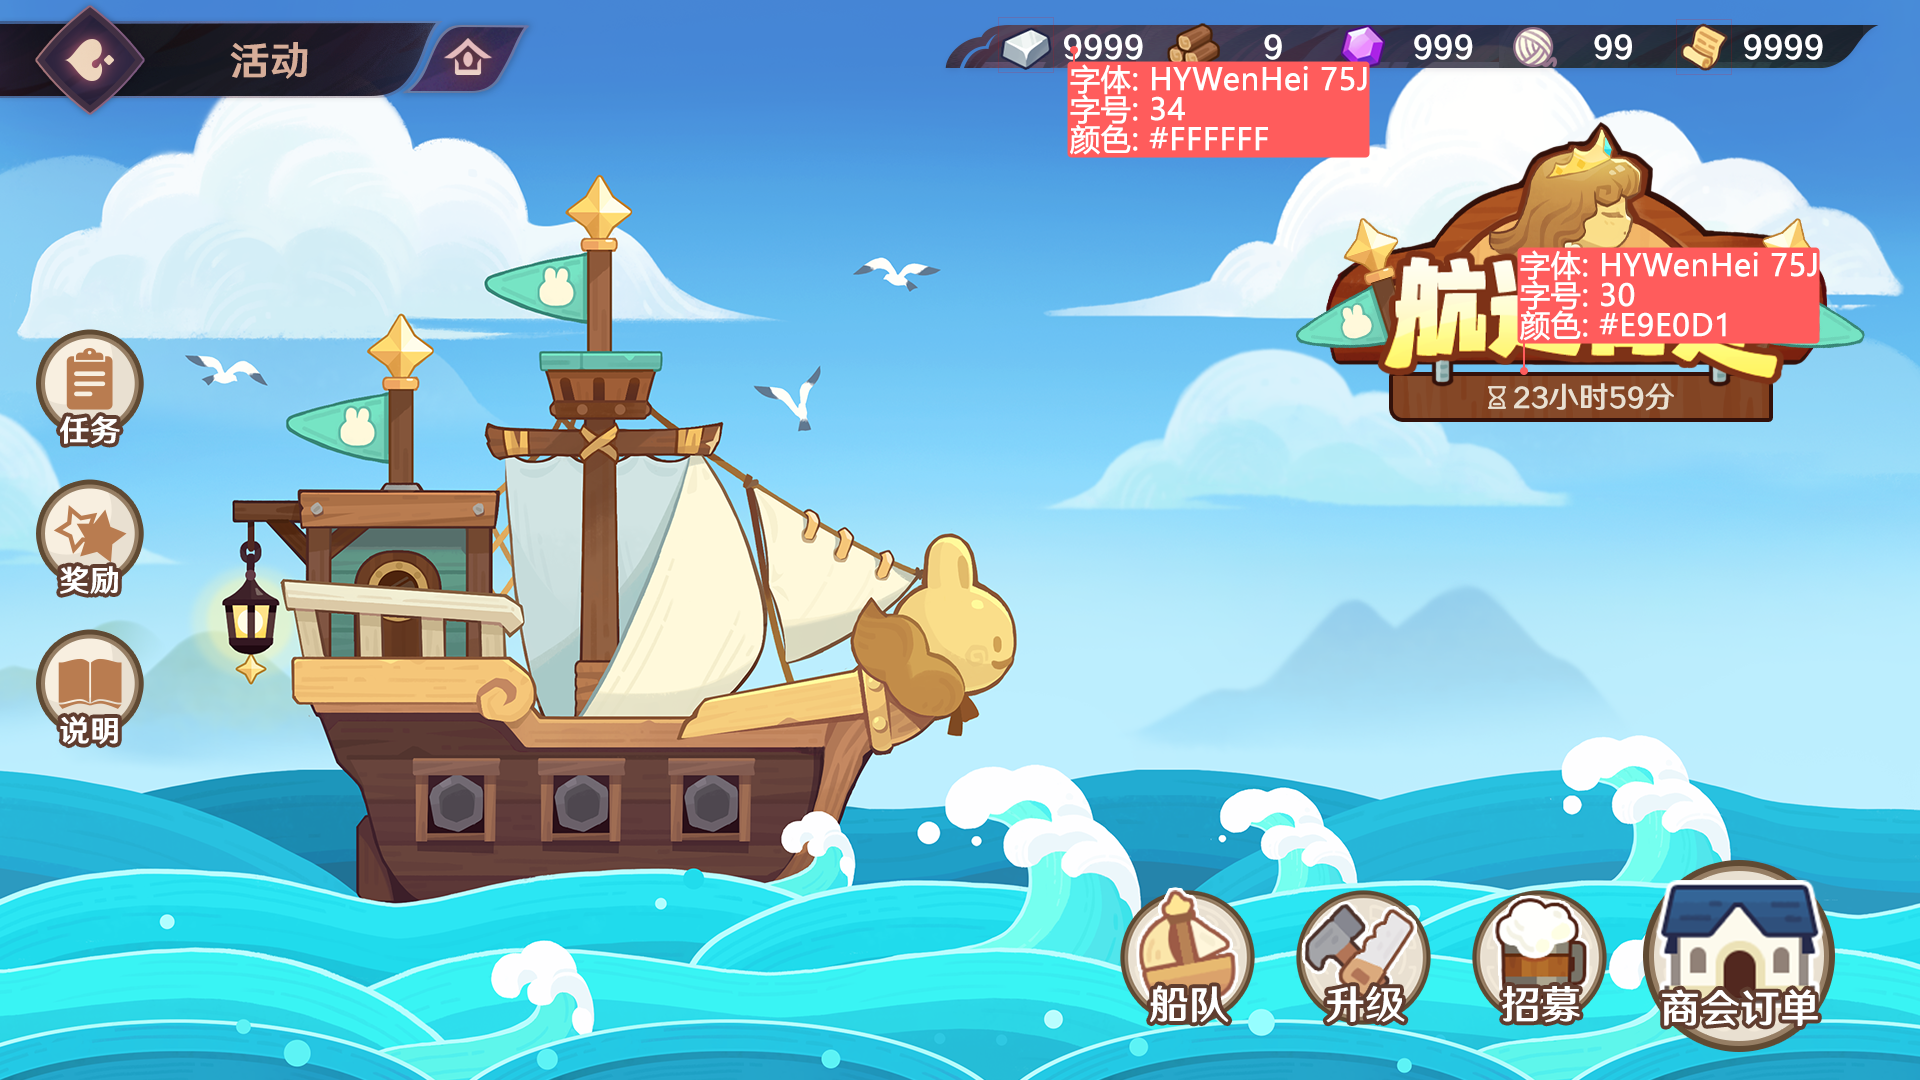 活动
9999
9
999
99
9999
字体: HYWenHei 75J
字号: 34
颜色: #FFFFFF
字体: HYWenHei 75J
字号: 30
颜色: #E9E0D1
航
23小时59分
任务
奖励
说明
船队
升级
招募
商会订单